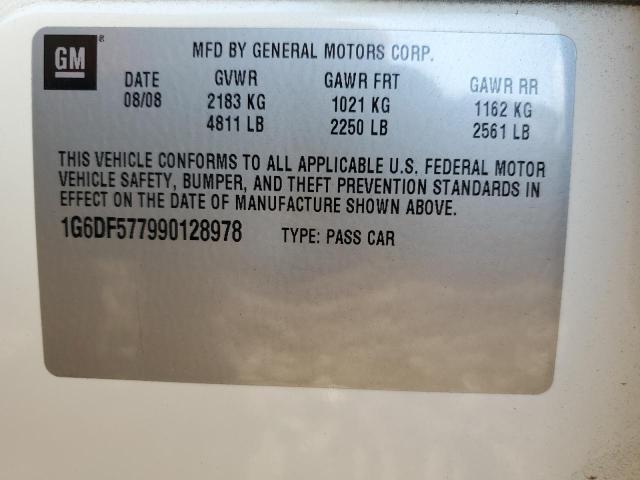 GM ®
MFD BY GENERAL MOTORS CORP.
DATE GVWR GAWR FRT GAWR RR
08/08 2183 KG 1021 KG 1162 KG
4811 LB 2250 LB 2561 LB
THIS VEHICLE CONFORMS TO ALL APPLICABLE U.S. FEDERAL MOTOR
VEHICLE SAFETY, BUMPER, AND THEFT PREVENTION STANDARDS IN
EFFECT ON THE DATE OF MANUFACTURE SHOWN ABOVE.
1G6DF577990128978 TYPE: PASS CAR